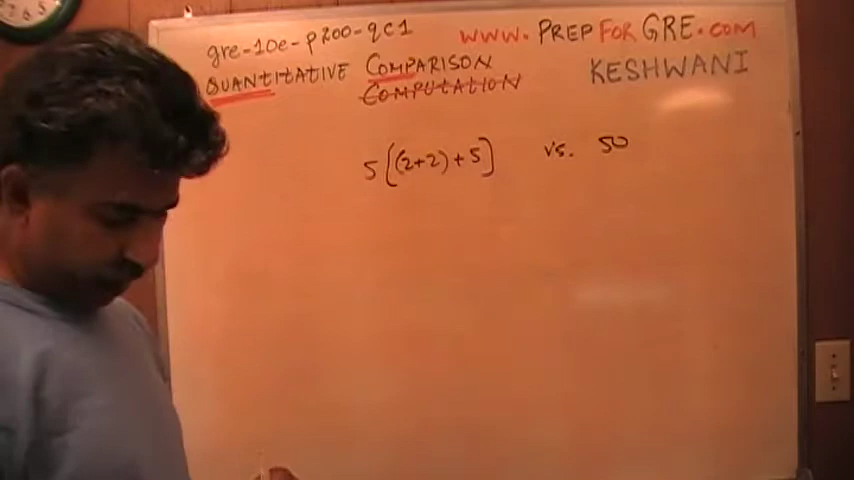 gre-10e-p200-qc1
WWW.PREPFORGRE.COM
QUANTITATIVE COMPARISON
COMPUTATION
KESHWANI
5[(2+2)+5] vs. 50